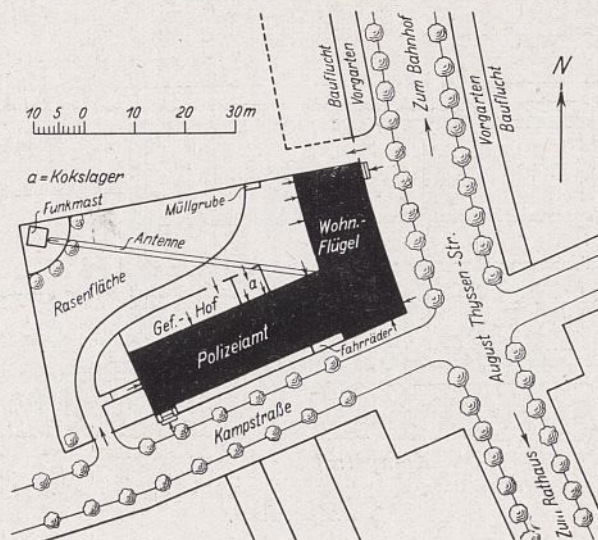 Bauflucht
Vorgarten
Zum Bahnhof
Vorgarten
Bauflucht
N
10 5 0 10 20 30m
a = Kokslager
Funkmast
Müllgrube
Antenne
Wohn.-
Flügel
Rasenfläche
Gef.- Hof
a
Polizeiamt
Fahrräder
August Thyssen-Str.
Kampstraße
Zum Rathaus